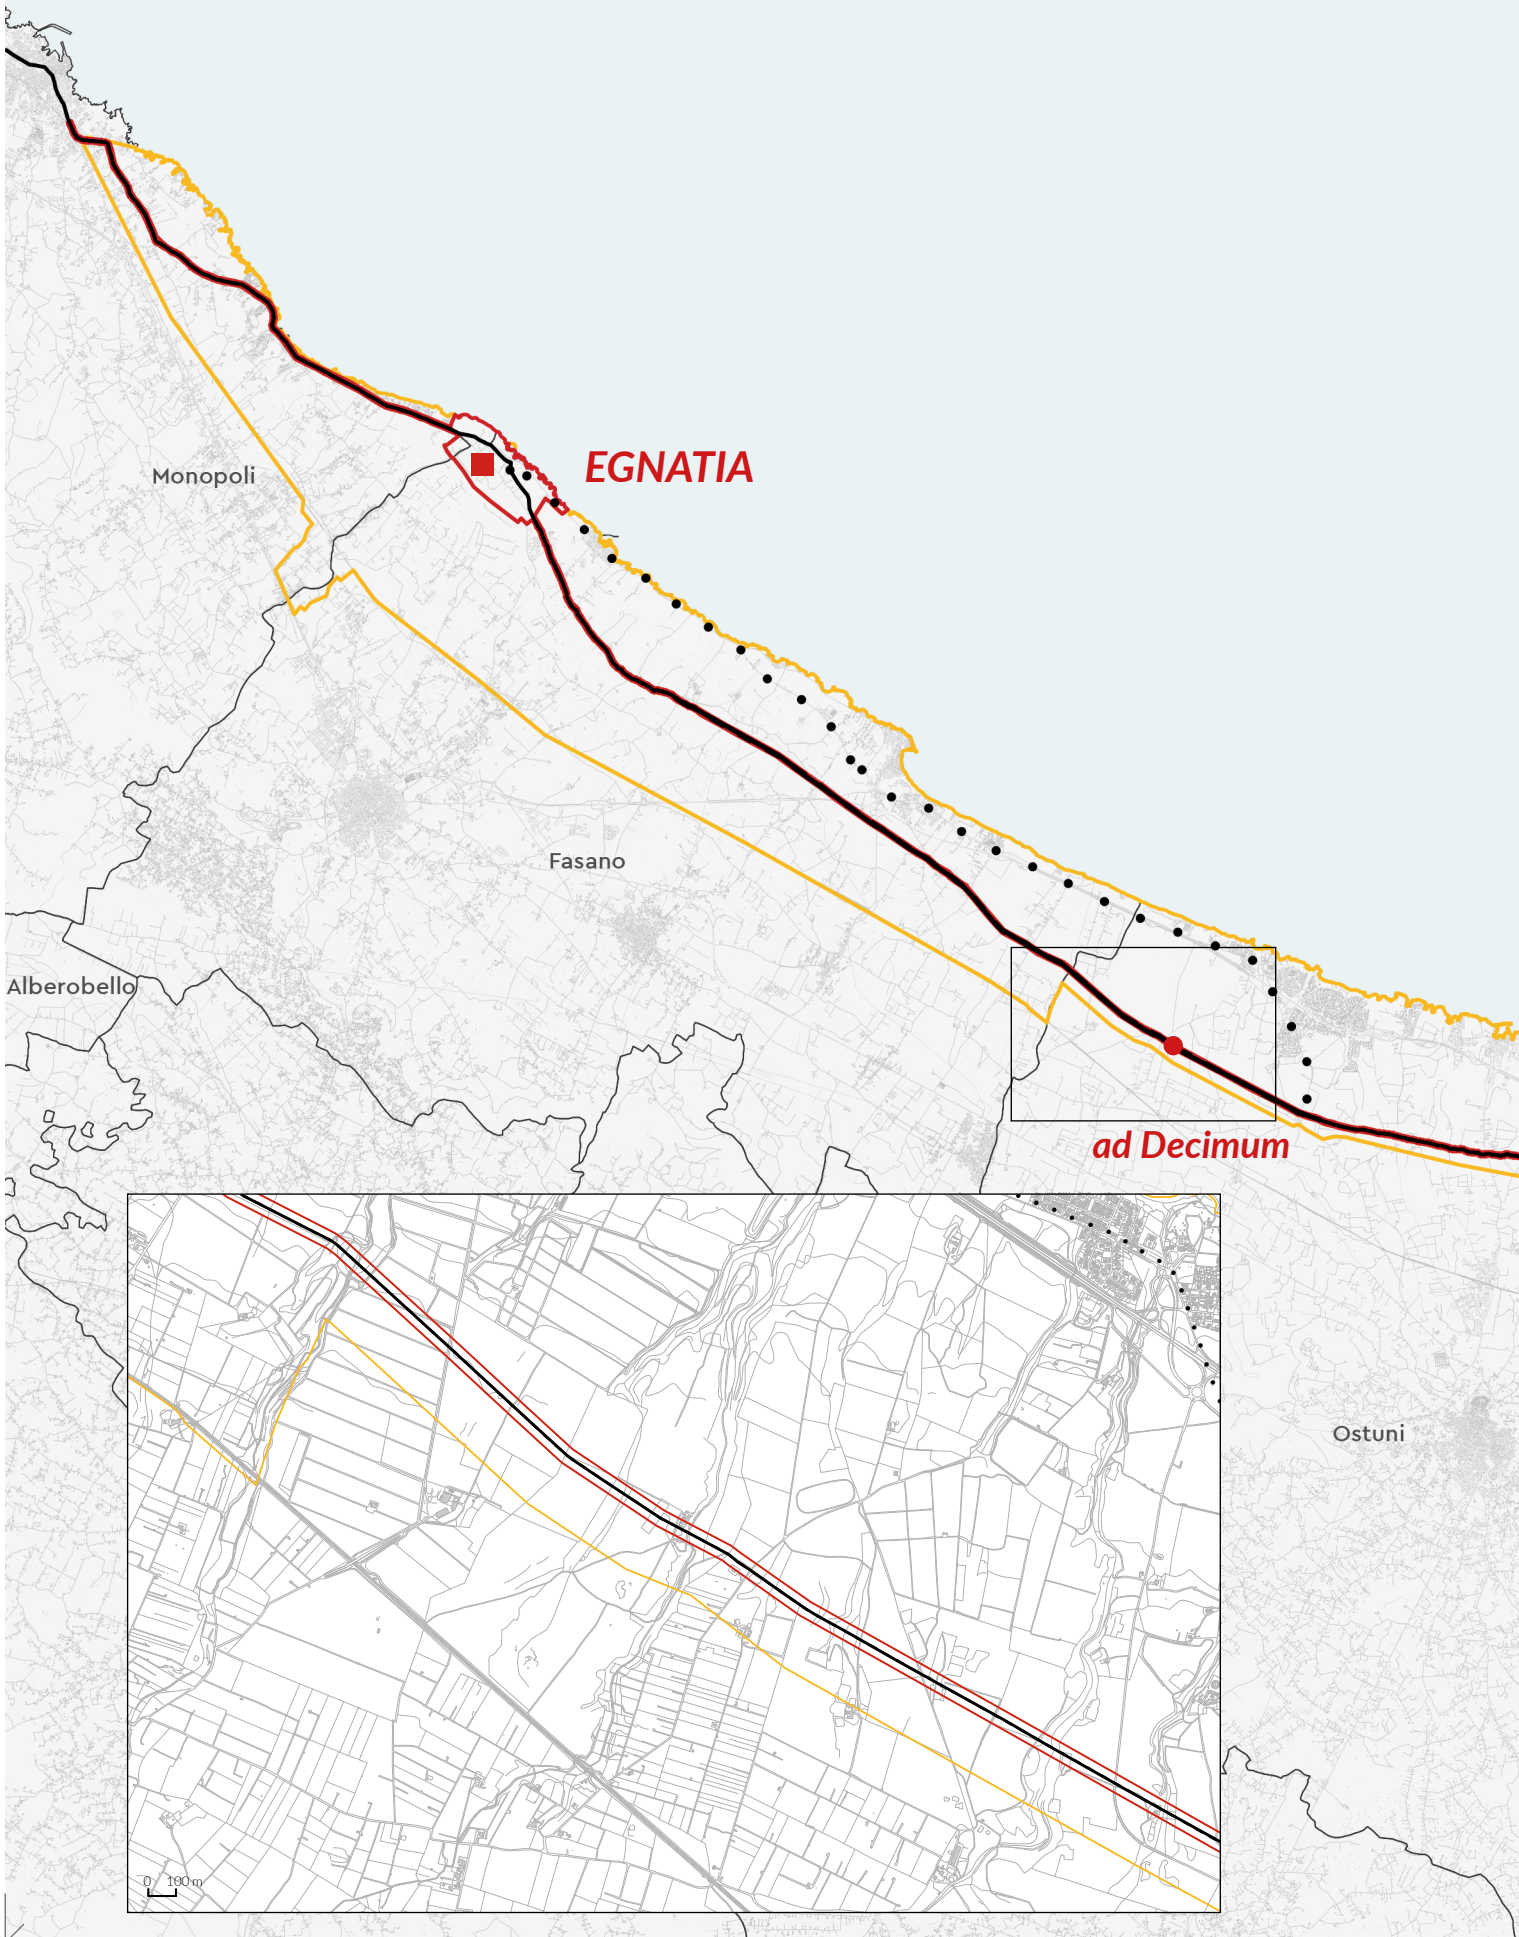 EGNATIA
Monopoli
Fasano
Alberobello
ad Decimum
Ostuni
0 100 m